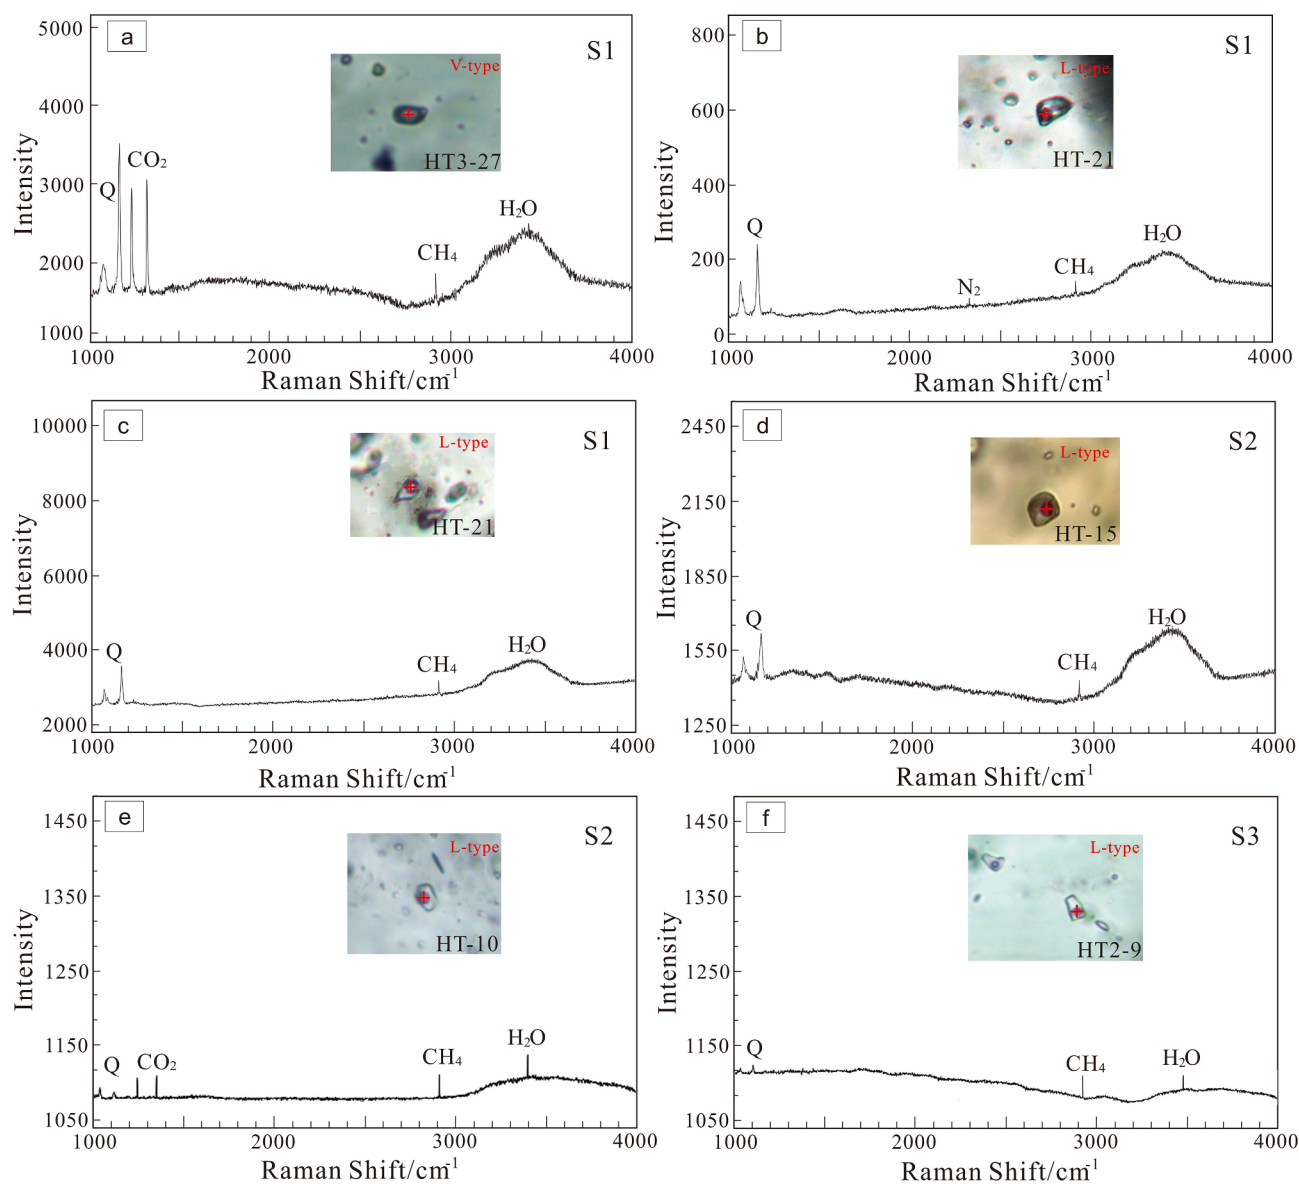 a
S1
V-type
HT3-27
Q
CO2
CH4
H2O
5000
4000
3000
2000
1000
Intensity
1000 2000 3000 4000
Raman Shift/cm-1
b
S1
L-type
HT-21
Q
N2
CH4
H2O
800
600
400
200
0
Intensity
1000 2000 3000 4000
Raman Shift/cm-1
c
S1
L-type
HT-21
Q
CH4
H2O
10000
8000
6000
4000
2000
Intensity
1000 2000 3000 4000
Raman Shift/cm-1
d
S2
L-type
HT-15
Q
CH4
H2O
2450
2150
1850
1550
1250
Intensity
1000 2000 3000 4000
Raman Shift/cm-1
e
S2
L-type
HT-10
Q
CO2
CH4
H2O
1450
1350
1250
1150
1050
Intensity
1000 2000 3000 4000
Raman Shift/cm-1
f
S3
L-type
HT2-9
Q
CH4
H2O
1450
1350
1250
1150
1050
Intensity
1000 2000 3000 4000
Raman Shift/cm-1